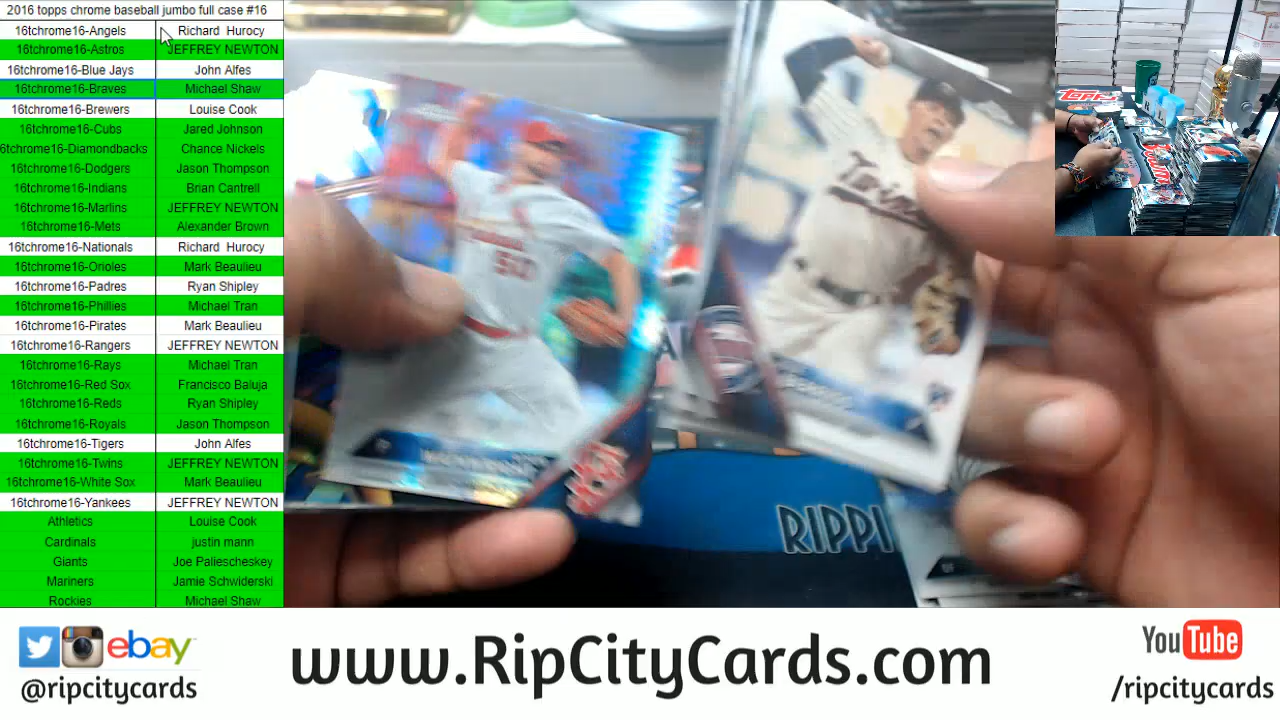 2016 topps chrome baseball jumbo full case #16
16tchrome16-Angels Richard Hurocy
16tchrome16-Astros JEFFREY NEWTON
16tchrome16-Blue Jays John Alfes
16tchrome16-Braves Michael Shaw
16tchrome16-Brewers Louise Cook
16tchrome16-Cubs Jared Johnson
6tchrome16-Diamondbacks Chance Nickels
16tchrome16-Dodgers Jason Thompson
16tchrome16-Indians Brian Cantrell
16tchrome16-Marlins JEFFREY NEWTON
16tchrome16-Mets Alexander Brown
16tchrome16-Nationals Richard Hurocy
16tchrome16-Orioles Mark Beaulieu
16tchrome16-Padres Ryan Shipley
16tchrome16-Phillies Michael Tran
16tchrome16-Pirates Mark Beaulieu
16tchrome16-Rangers JEFFREY NEWTON
16tchrome16-Rays Michael Tran
16tchrome16-Red Sox Francisco Baluja
16tchrome16-Reds Ryan Shipley
16tchrome16-Royals Jason Thompson
16tchrome16-Tigers John Alfes
16tchrome16-Twins JEFFREY NEWTON
16tchrome16-White Sox Mark Beaulieu
16tchrome16-Yankees JEFFREY NEWTON
Athletics Louise Cook
Cardinals justin mann
Giants Joe Paliescheskey
Mariners Jamie Schwiderski
Rockies Michael Shaw
Twins
RIPPI
TOPPS
ebay
@ripcitycards
www.RipCityCards.com
YouTube
/ripcitycards